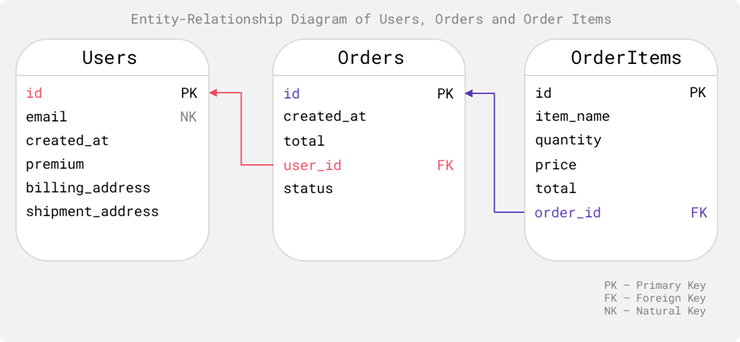 Entity-Relationship Diagram of Users, Orders and Order Items
Users
id PK
email NK
created_at
premium
billing_address
shipment_address
Orders
id PK
created_at
total
user_id FK
status
OrderItems
id PK
item_name
quantity
price
total
order_id FK
PK — Primary Key
FK — Foreign Key
NK — Natural Key